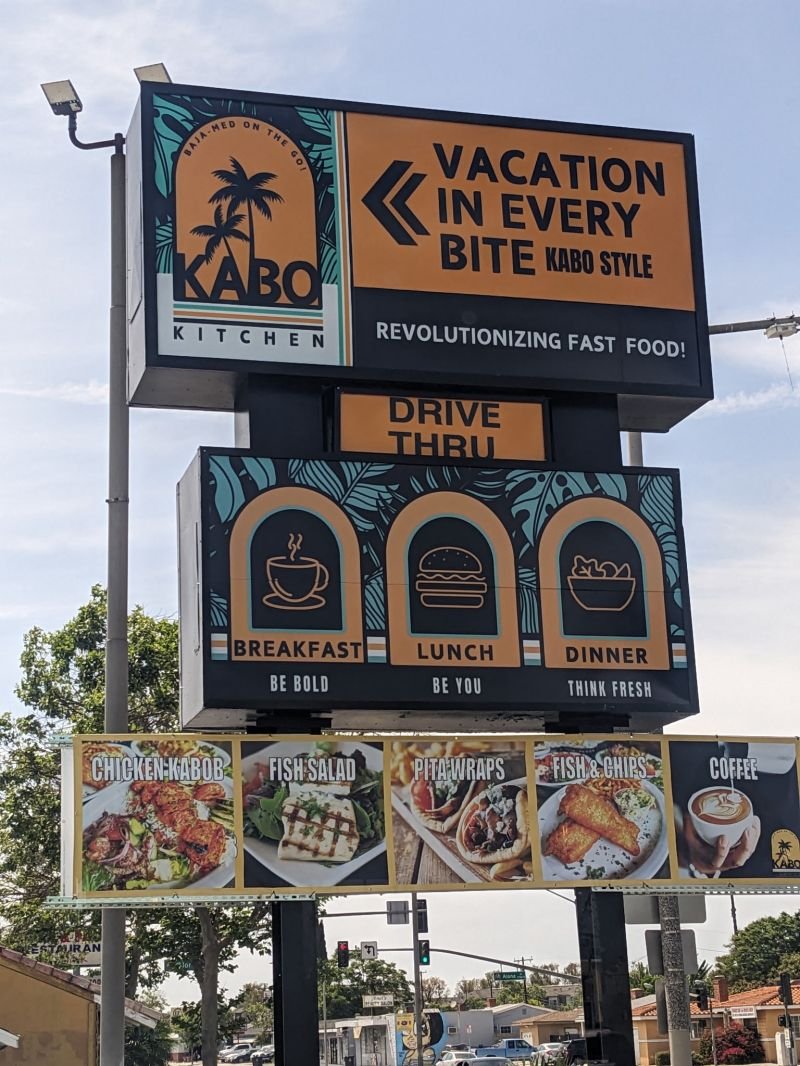 BAJA-MED ON THE GO!
KABO
KITCHEN
VACATION
IN EVERY
BITE KABO STYLE
REVOLUTIONIZING FAST FOOD!
DRIVE
THRU
BREAKFAST
LUNCH
DINNER
BE BOLD
BE YOU
THINK FRESH
CHICKEN KABOB
FISH SALAD
PITA WRAPS
FISH & CHIPS
COFFEE
KABO